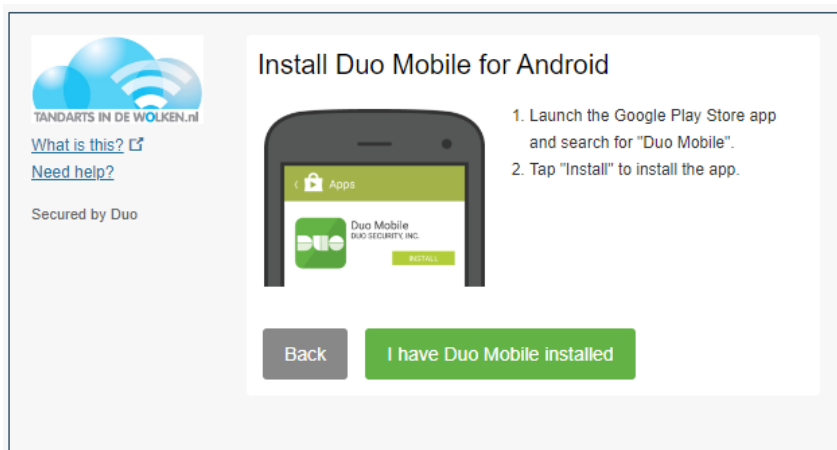 TANDARTS IN DE WOLKEN.nl
What is this?
Need help?
Secured by Duo
Install Duo Mobile for Android
1. Launch the Google Play Store app
and search for "Duo Mobile".
2. Tap "Install" to install the app.
Apps
DUO
Duo Mobile
DUO SECURITY, INC.
INSTALL
Back
I have Duo Mobile installed